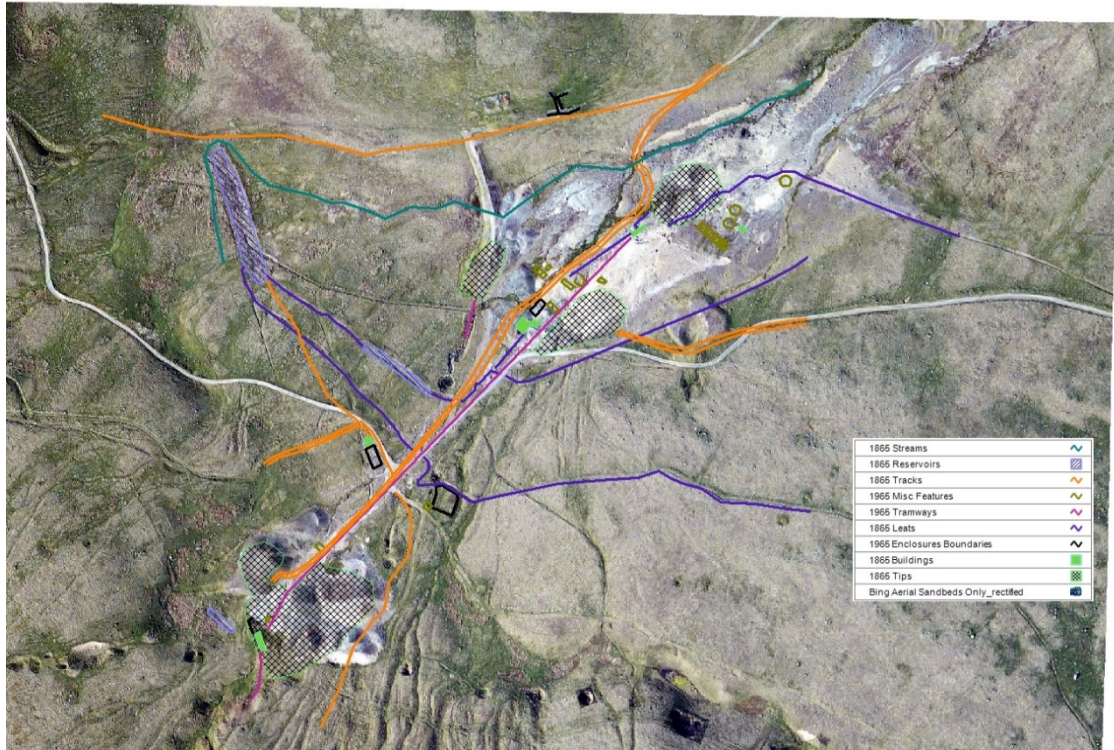 1865 Streams
1865 Reservoirs
1865 Tracks
1965 Misc Features
1965 Tramways
1865 Leats
1965 Enclosures Boundaries
1865 Buildings
1865 Tips
Bing Aerial Sandbeds Only_rectified